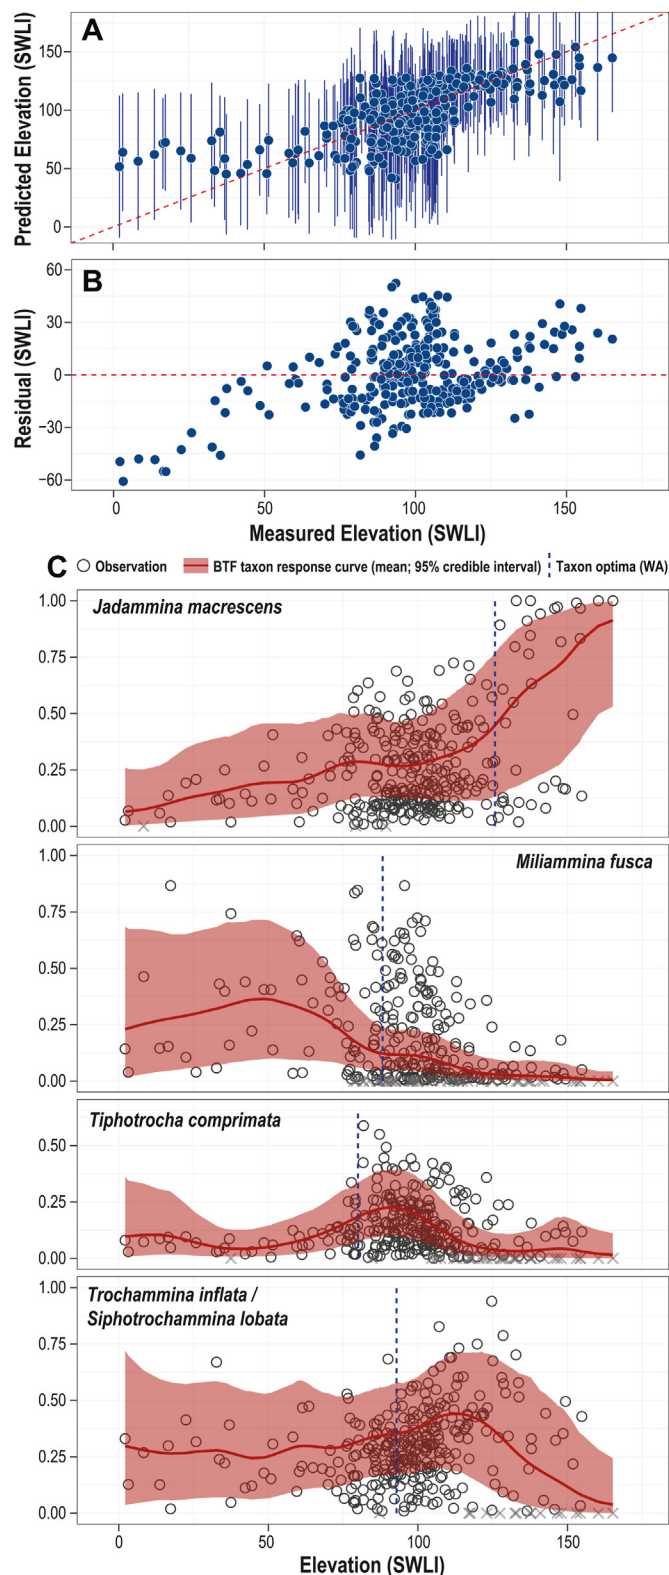 A
Predicted Elevation (SWLI)
150
100
50
0
B
Residual (SWLI)
60
30
0
−30
−60
0
50
100
150
Measured Elevation (SWLI)
C
Observation
BTF taxon response curve (mean; 95% credible interval)
Taxon optima (WA)
Jadammina macrescens
1.00
0.75
0.50
0.25
0.00
Miliammina fusca
1.00
0.75
0.50
0.25
0.00
Tiphotrocha comprimata
0.50
0.25
0.00
Trochammina inflata /
Siphotrochammina lobata
1.00
0.75
0.50
0.25
0.00
0
50
100
150
Elevation (SWLI)